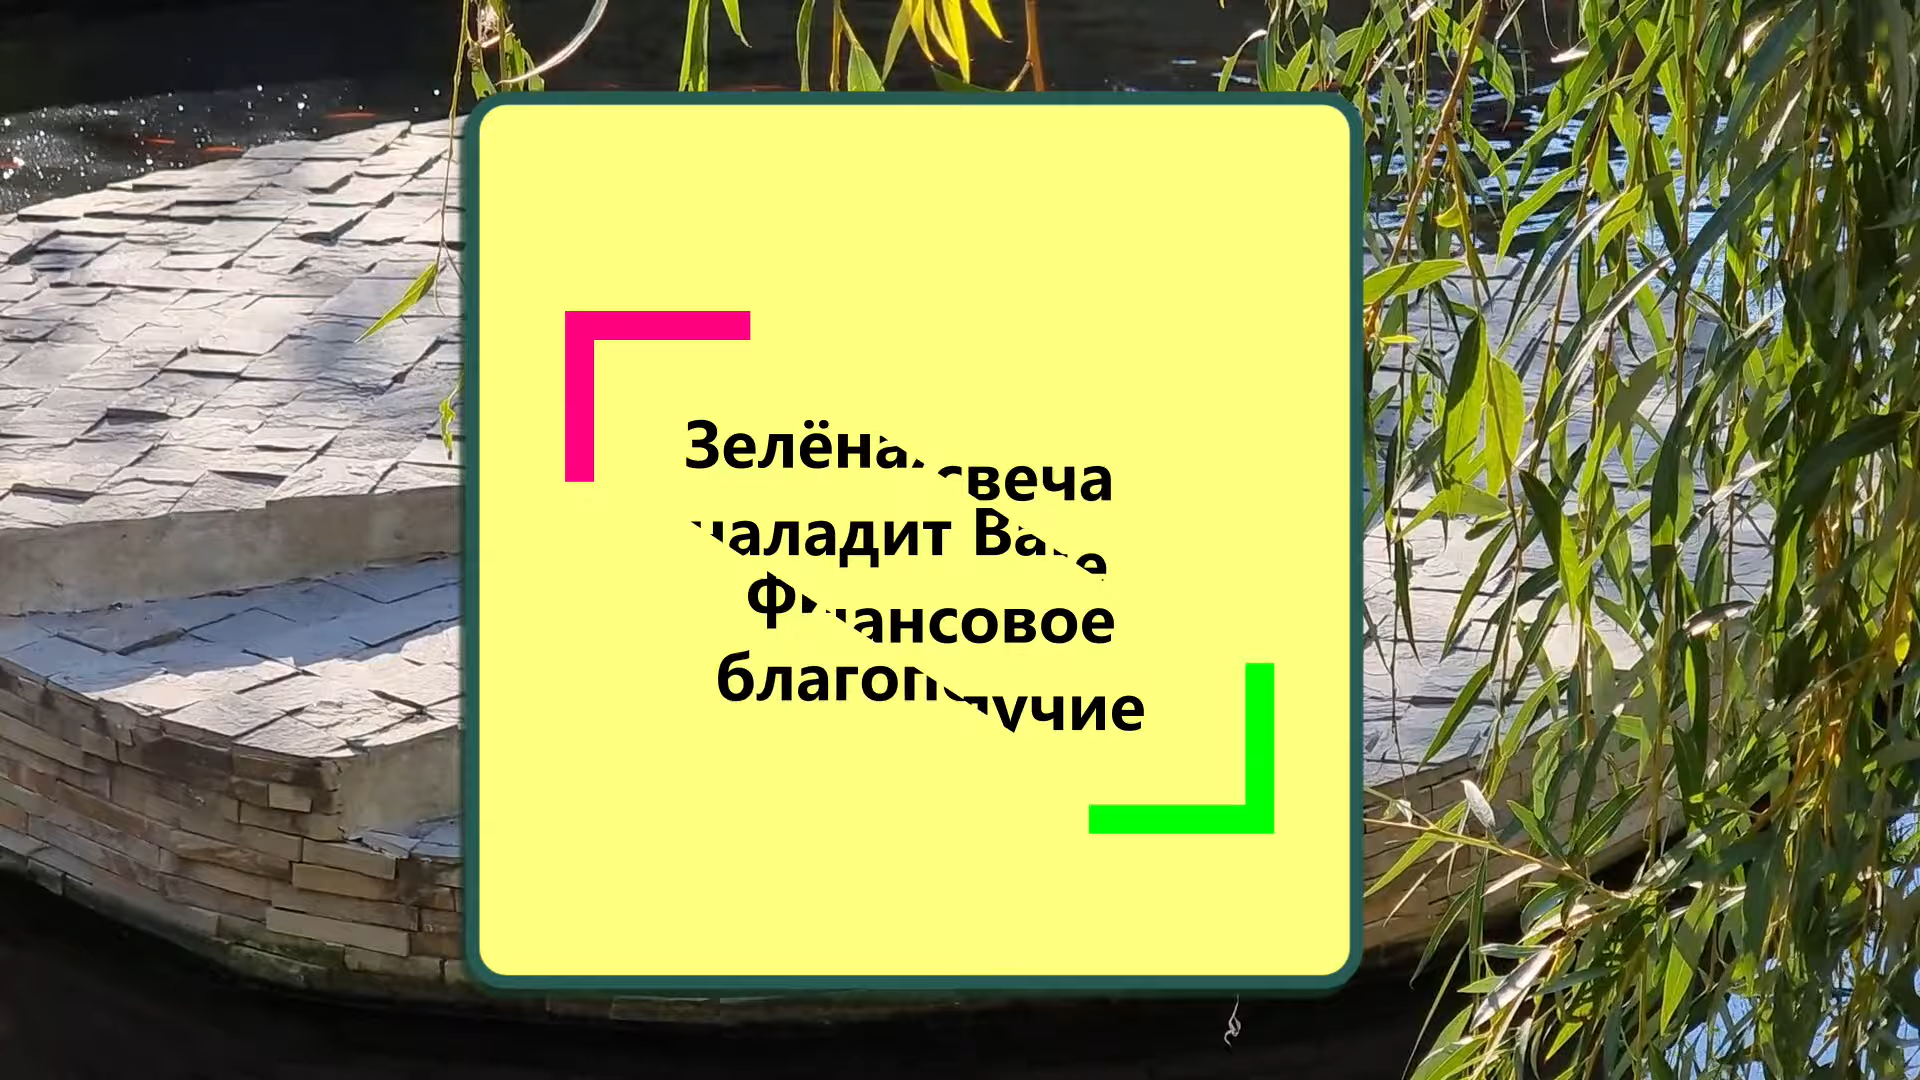 Зелёная свеча
наладит Ваше
финансовое
благополучие